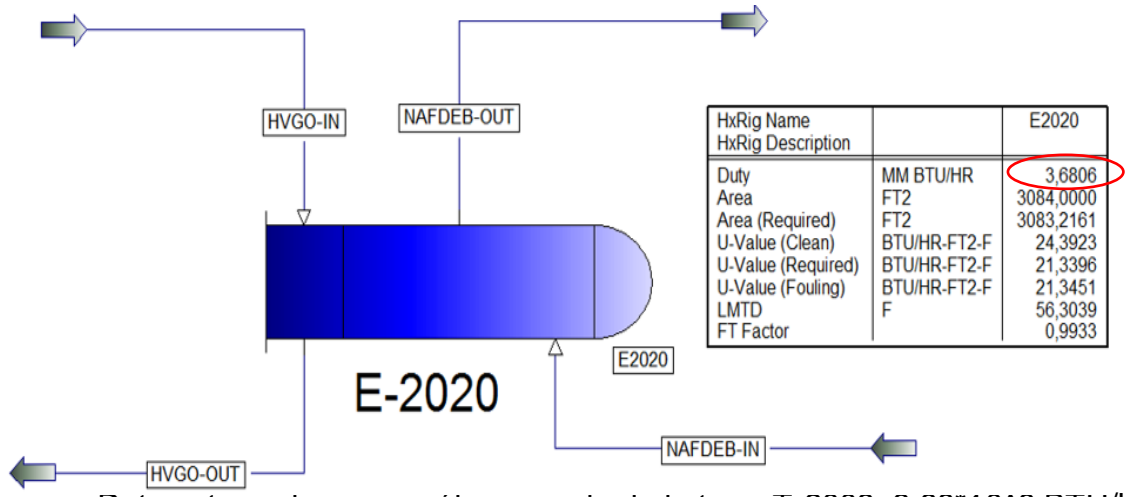 HVGO-IN
NAFDEB-OUT
HxRig Name E2020
HxRig Description
Duty MM BTU/HR 3,6806
Area FT2 3084,0000
Area (Required) FT2 3083,2161
U-Value (Clean) BTU/HR-FT2-F 24,3923
U-Value (Required) BTU/HR-FT2-F 21,3396
U-Value (Fouling) BTU/HR-FT2-F 21,3451
LMTD F 56,3039
FT Factor 0,9933
E2020
E-2020
NAFDEB-IN
HVGO-OUT